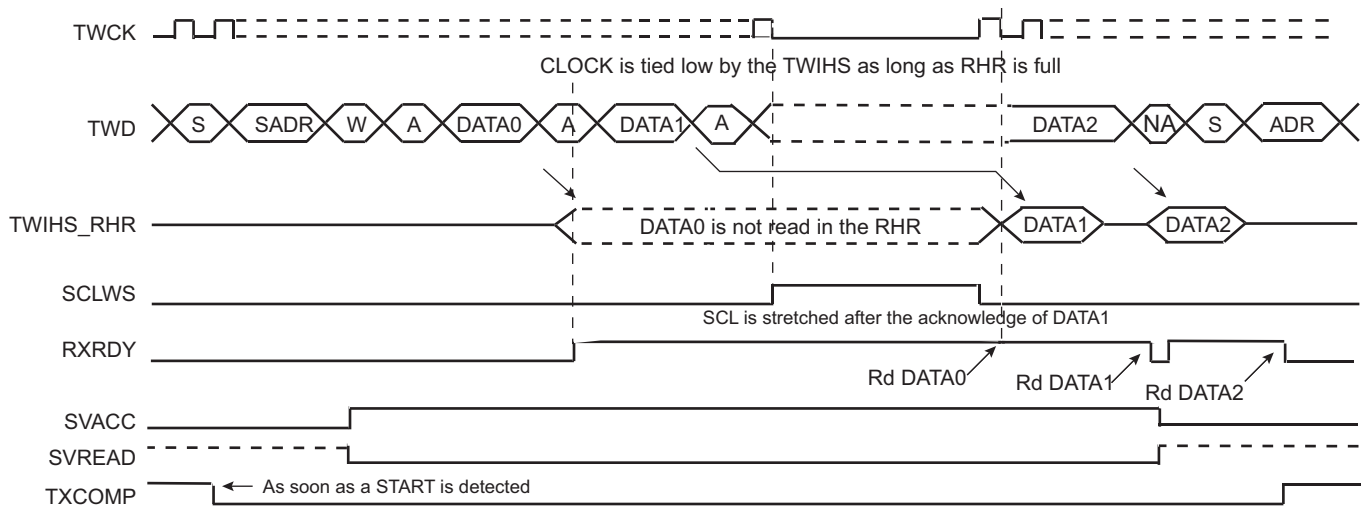 TWCK
CLOCK is tied low by the TWIHS as long as RHR is full
TWD S SADR W A DATA0 A DATA1 A DATA2 NA S ADR
TWIHS_RHR DATA0 is not read in the RHR DATA1 DATA2
SCLWS
SCL is stretched after the acknowledge of DATA1
RXRDY
Rd DATA0 Rd DATA1 Rd DATA2
SVACC
SVREAD
TXCOMP As soon as a START is detected